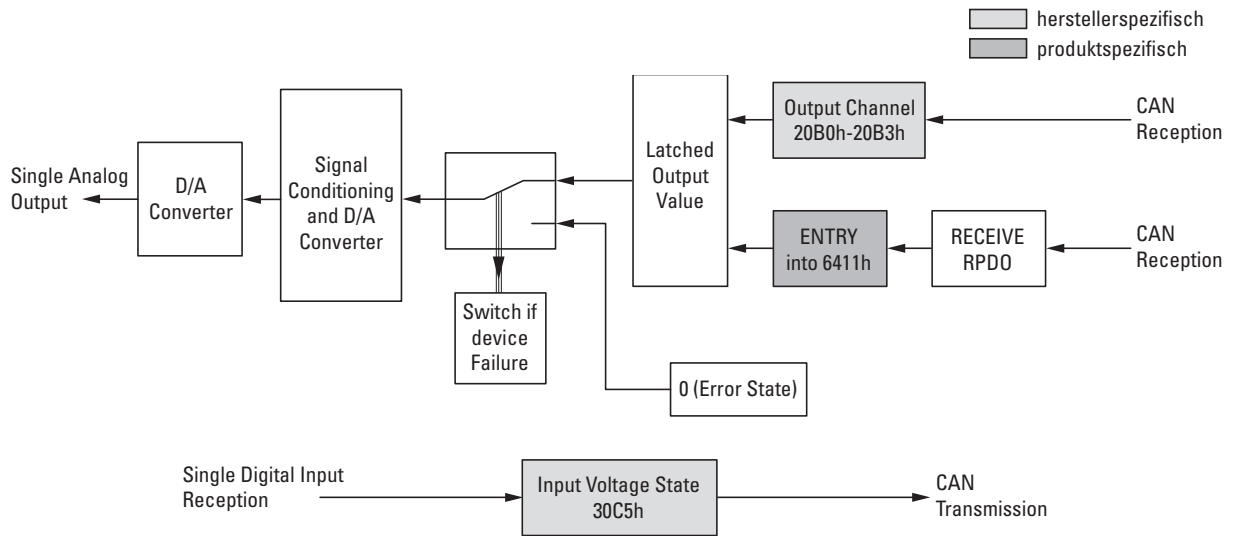 herstellerspezifisch
produktspezifisch
Output Channel
20B0h-20B3h
CAN
Reception
Latched
Output
Value
Signal
Conditioning
and D/A
Converter
D/A
Converter
Single Analog
Output
ENTRY
into 6411h
RECEIVE
RPDO
CAN
Reception
Switch if
device
Failure
0 (Error State)
Single Digital Input
Reception
Input Voltage State
30C5h
CAN
Transmission